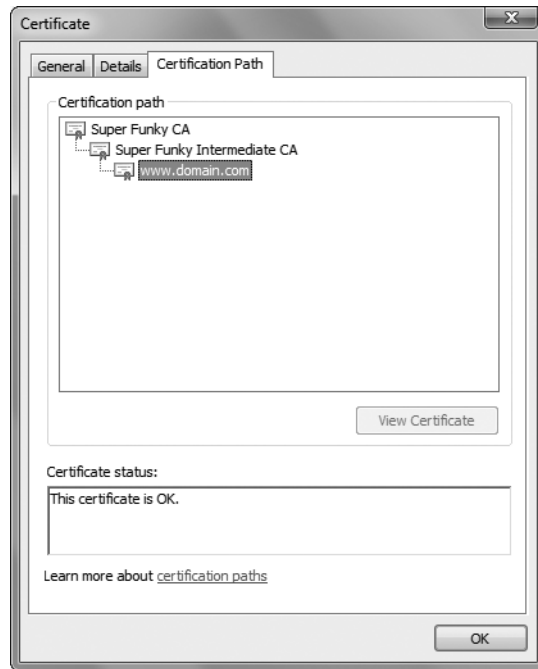 Certificate
General Details Certification Path
Certification path
Super Funky CA
Super Funky Intermediate CA
www.domain.com
View Certificate
Certificate status:
This certificate is OK.
Learn more about certification paths
OK